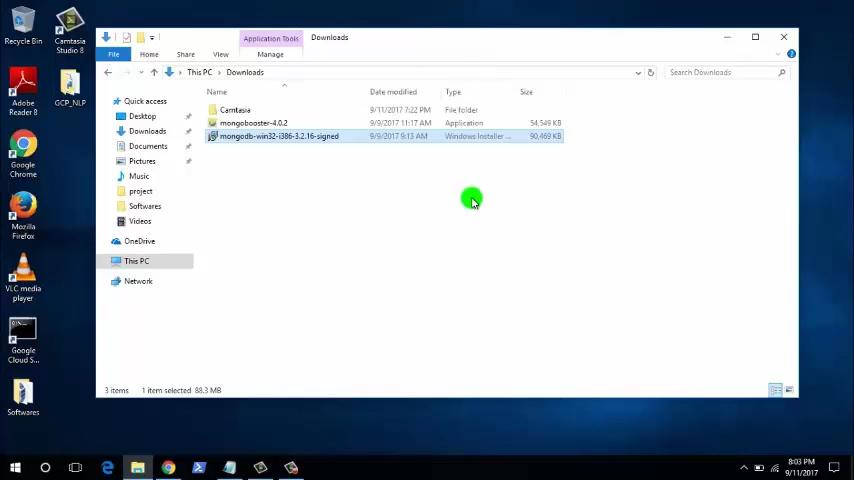 Recycle Bin
Camtasia
Studio 8
Adobe
Reader 8
GCP_NLP
Google
Chrome
Mozilla
Firefox
VLC media
player
Google
Cloud S...
Softwares
Application Tools
Downloads
File
Home
Share
View
Manage
This PC
Downloads
Search Downloads
Name
Date modified
Type
Size
Quick access
Desktop
Downloads
Documents
Pictures
Music
project
Softwares
Videos
OneDrive
This PC
Network
Camtasia 9/11/2017 7:22 PM File folder
mongobooster-4.0.2 9/9/2017 11:17 AM Application 54,549 KB
mongodb-win32-i386-3.2.16-signed 9/9/2017 9:13 AM Windows Installer ... 90,469 KB
3 items 1 item selected 88.3 MB
8:03 PM
9/11/2017